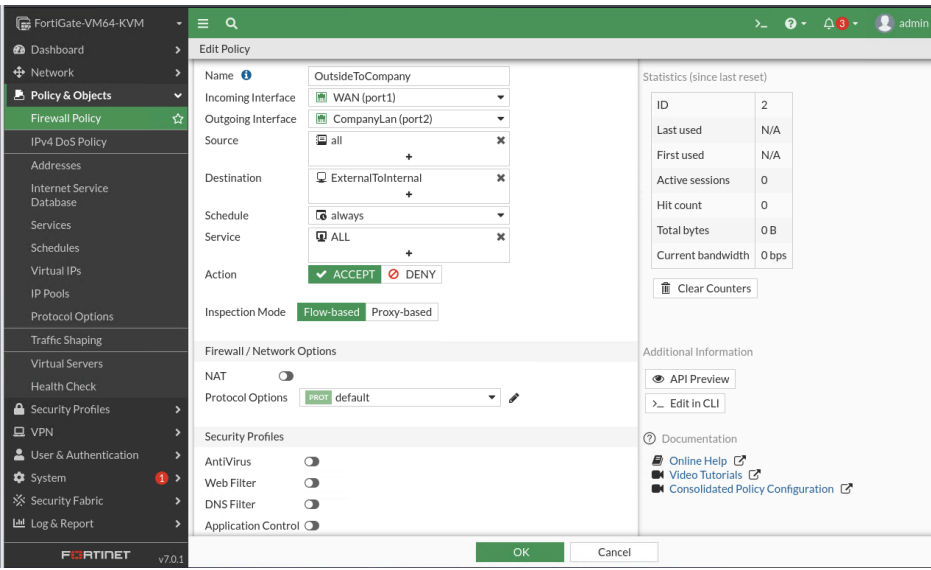 FortiGate-VM64-KVM
>_
3
admin
Dashboard
Network
Policy & Objects
Firewall Policy
IPv4 DoS Policy
Addresses
Internet Service
Database
Services
Schedules
Virtual IPs
IP Pools
Protocol Options
Traffic Shaping
Virtual Servers
Health Check
Security Profiles
VPN
User & Authentication
System 1
Security Fabric
Log & Report
FORTINET v7.0.1
Edit Policy
Name OutsideToCompany
Incoming Interface WAN (port1)
Outgoing Interface CompanyLan (port2)
Source all
+
Destination ExternalToInternal
+
Schedule always
Service ALL
+
Action ACCEPT DENY
Inspection Mode Flow-based Proxy-based
Firewall / Network Options
NAT
Protocol Options PROT default
Security Profiles
AntiVirus
Web Filter
DNS Filter
Application Control
Statistics (since last reset)
ID 2
Last used N/A
First used N/A
Active sessions 0
Hit count 0
Total bytes 0 B
Current bandwidth 0 bps
Clear Counters
Additional Information
API Preview
>_ Edit in CLI
Documentation
Online Help
Video Tutorials
Consolidated Policy Configuration
OK Cancel